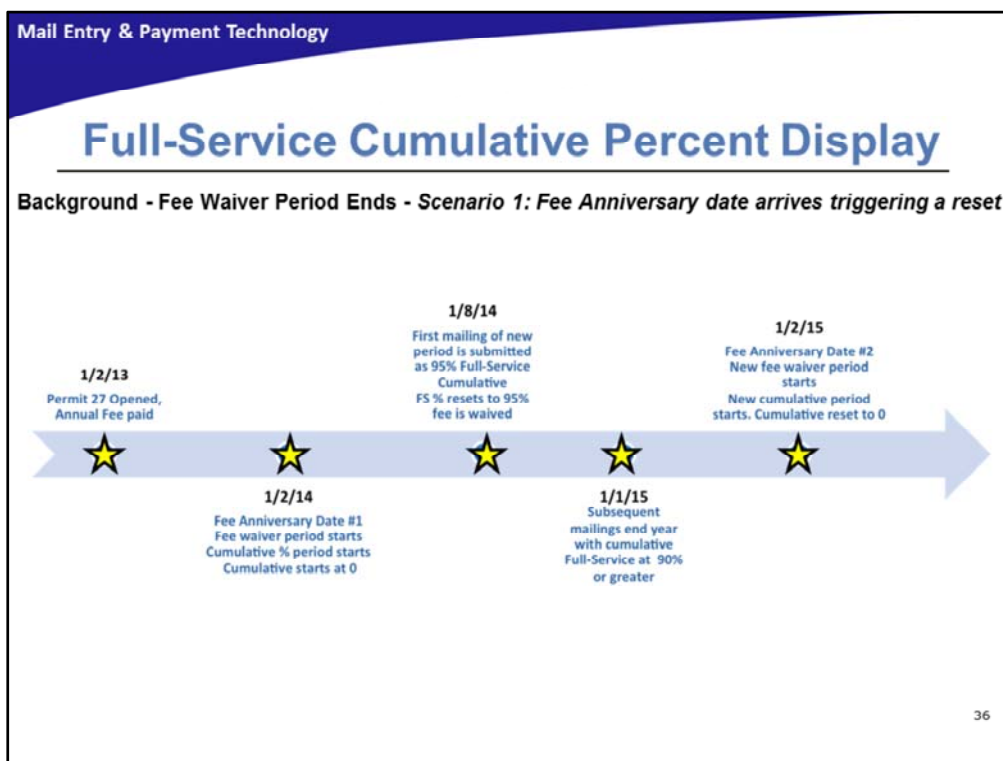 Mail Entry & Payment Technology
Full-Service Cumulative Percent Display
Background - Fee Waiver Period Ends - Scenario 1: Fee Anniversary date arrives triggering a reset
1/2/13
Permit 27 Opened,
Annual Fee paid
1/2/14
Fee Anniversary Date #1
Fee waiver period starts
Cumulative % period starts
Cumulative starts at 0
1/8/14
First mailing of new
period is submitted
as 95% Full-Service
Cumulative
FS % resets to 95%
fee is waived
1/1/15
Subsequent
mailings end year
with cumulative
Full-Service at 90%
or greater
1/2/15
Fee Anniversary Date #2
New fee waiver period
starts
New cumulative period
starts. Cumulative reset to 0
36